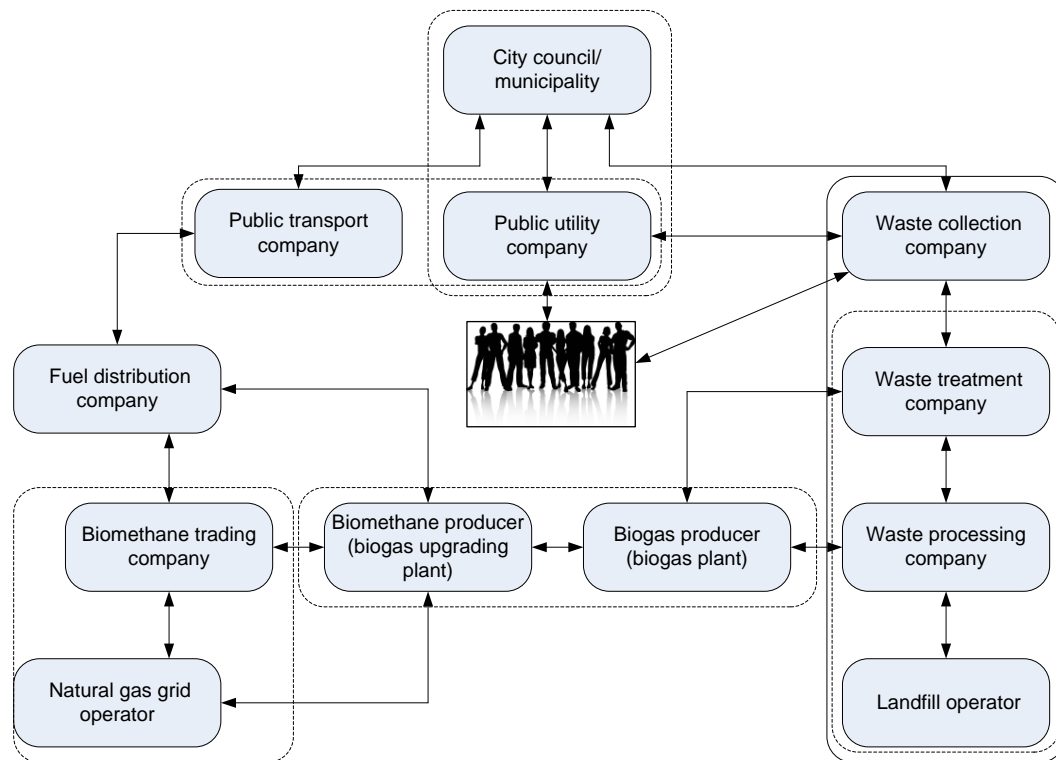 City council/
municipality
Public transport
company
Public utility
company
Waste collection
company
Fuel distribution
company
Waste treatment
company
Biomethane trading
company
Biomethane producer
(biogas upgrading
plant)
Biogas producer
(biogas plant)
Waste processing
company
Natural gas grid
operator
Landfill operator